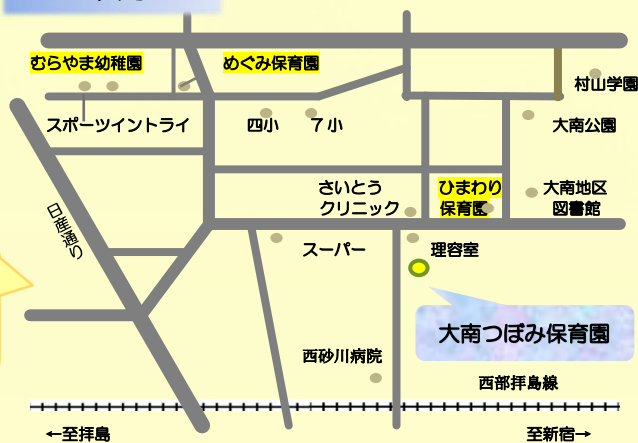 むらやま幼稚園
めぐみ保育園
村山学園
スポーツイントライ
四小
7小
大南公園
さいとう
クリニック
ひまわり
保育園
大南地区
図書館
日産通り
スーパー
理容室
大南つぼみ保育園
西砂川病院
西部拝島線
←至拝島
至新宿→